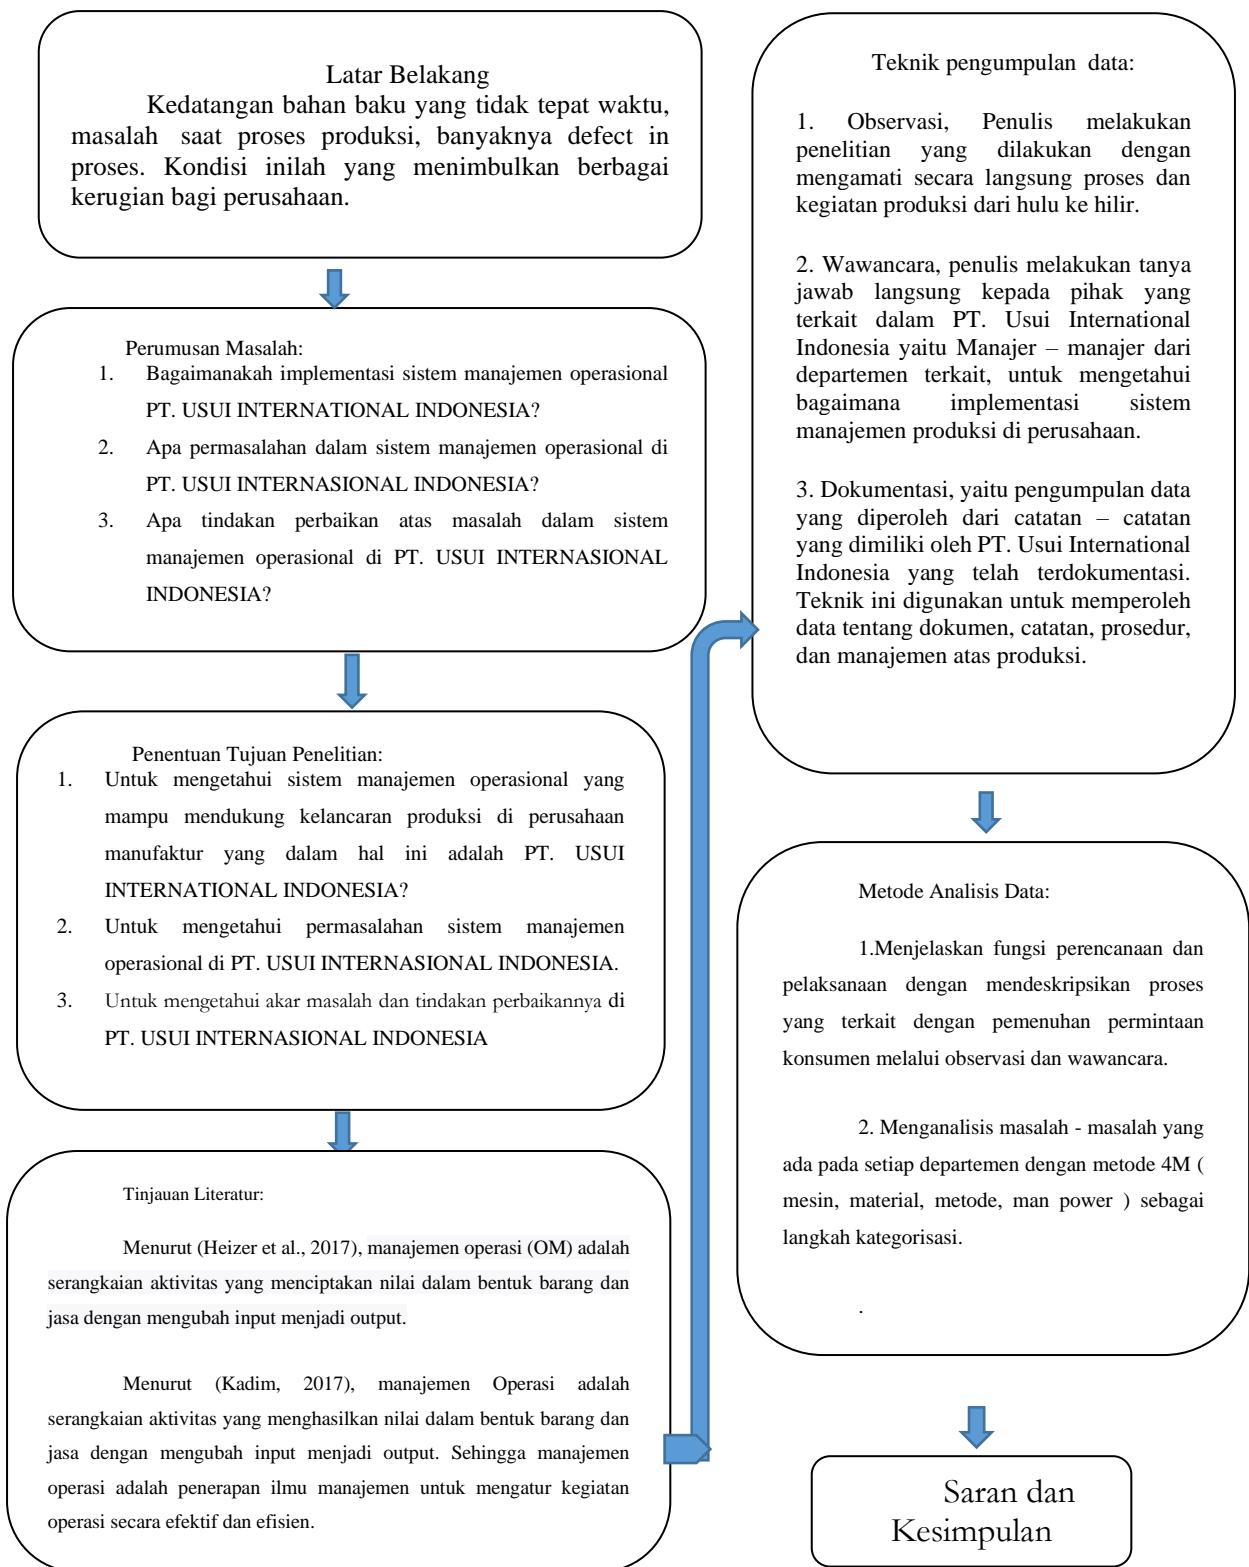 Latar Belakang
Kedatangan bahan baku yang tidak tepat waktu,
masalah saat proses produksi, banyaknya defect in
proses. Kondisi inilah yang menimbulkan berbagai
kerugian bagi perusahaan.
Perumusan Masalah:
1. Bagaimanakah implementasi sistem manajemen operasional
PT. USUI INTERNATIONAL INDONESIA?
2. Apa permasalahan dalam sistem manajemen operasional di
PT. USUI INTERNASIONAL INDONESIA?
3. Apa tindakan perbaikan atas masalah dalam sistem
manajemen operasional di PT. USUI INTERNASIONAL
INDONESIA?
Penentuan Tujuan Penelitian:
1. Untuk mengetahui sistem manajemen operasional yang
mampu mendukung kelancaran produksi di perusahaan
manufaktur yang dalam hal ini adalah PT. USUI
INTERNATIONAL INDONESIA?
2. Untuk mengetahui permasalahan sistem manajemen
operasional di PT. USUI INTERNASIONAL INDONESIA.
3. Untuk mengetahui akar masalah dan tindakan perbaikannya di
PT. USUI INTERNASIONAL INDONESIA
Tinjauan Literatur:
Menurut (Heizer et al., 2017), manajemen operasi (OM) adalah
serangkaian aktivitas yang menciptakan nilai dalam bentuk barang dan
jasa dengan mengubah input menjadi output.
Menurut (Kadim, 2017), manajemen Operasi adalah
serangkaian aktivitas yang menghasilkan nilai dalam bentuk barang dan
jasa dengan mengubah input menjadi output. Sehingga manajemen
operasi adalah penerapan ilmu manajemen untuk mengatur kegiatan
operasi secara efektif dan efisien.
Teknik pengumpulan data:
1. Observasi, Penulis melakukan
penelitian yang dilakukan dengan
mengamati secara langsung proses dan
kegiatan produksi dari hulu ke hilir.
2. Wawancara, penulis melakukan tanya
jawab langsung kepada pihak yang
terkait dalam PT. Usui International
Indonesia yaitu Manajer – manajer dari
departemen terkait, untuk mengetahui
bagaimana implementasi sistem
manajemen produksi di perusahaan.
3. Dokumentasi, yaitu pengumpulan data
yang diperoleh dari catatan – catatan
yang dimiliki oleh PT. Usui International
Indonesia yang telah terdokumentasi.
Teknik ini digunakan untuk memperoleh
data tentang dokumen, catatan, prosedur,
dan manajemen atas produksi.
Metode Analisis Data:
1.Menjelaskan fungsi perencanaan dan
pelaksanaan dengan mendeskripsikan proses
yang terkait dengan pemenuhan permintaan
konsumen melalui observasi dan wawancara.
2. Menganalisis masalah - masalah yang
ada pada setiap departemen dengan metode 4M (
mesin, material, metode, man power ) sebagai
langkah kategorisasi.
.
Saran dan
Kesimpulan